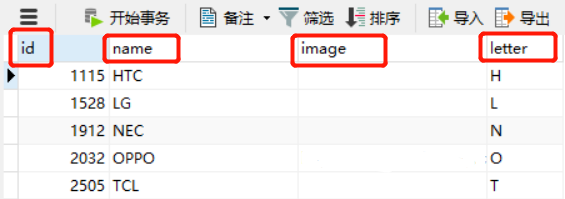 开始事务 备注 筛选 排序 导入 导出
id name image letter
1115 HTC H
1528 LG L
1912 NEC N
2032 OPPO O
2505 TCL T